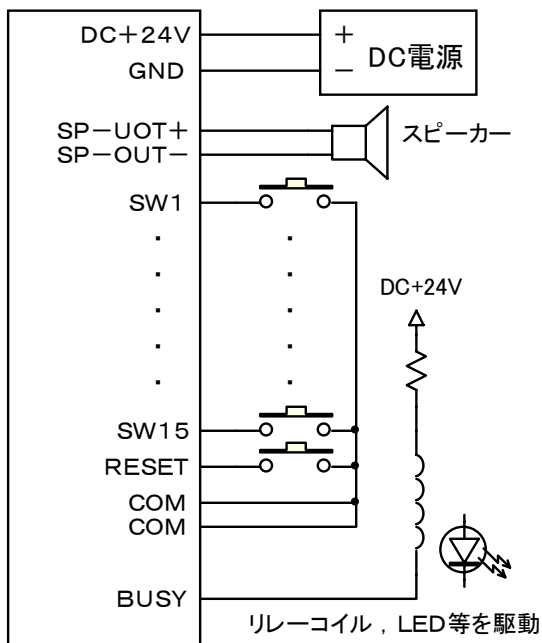 DC+24V
GND
+
−
DC電源
SP−UOT+
SP−OUT−
スピーカー
SW1
DC+24V
SW15
RESET
COM
COM
BUSY
リレーコイル , LED等を駆動